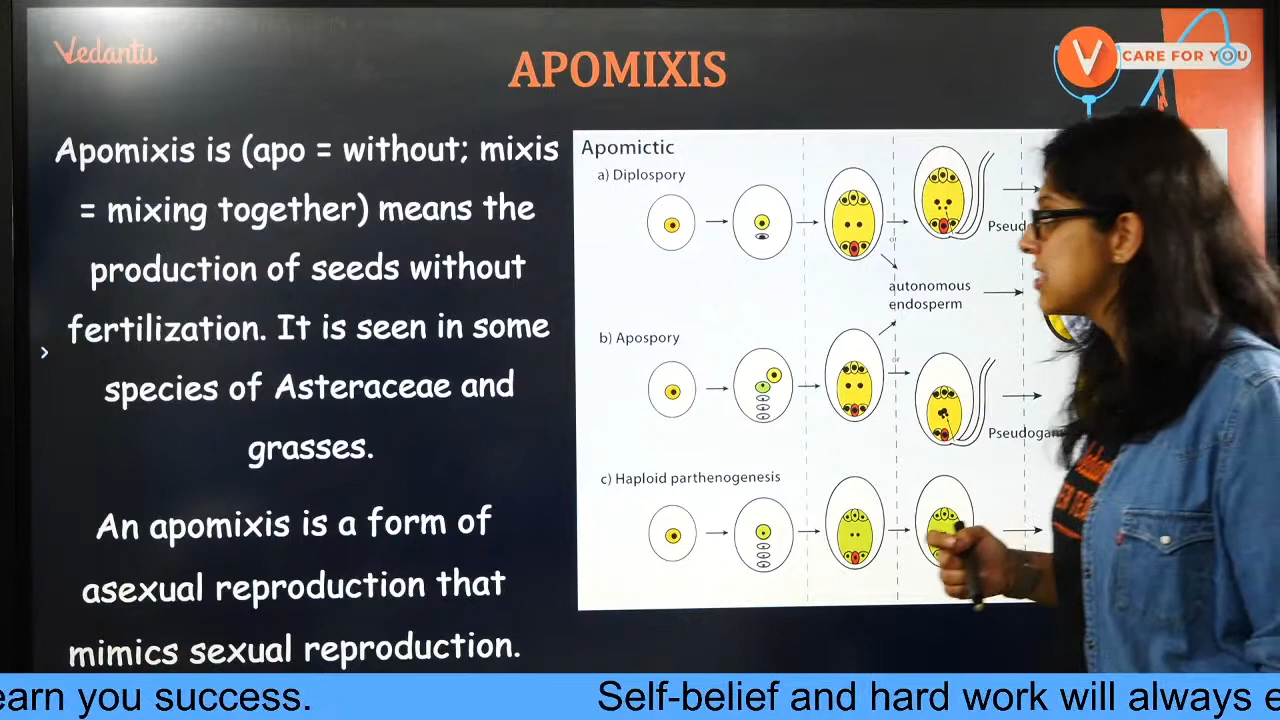 Vedantu
APOMIXIS
V
CARE FOR YOU
Apomixis is (apo = without; mixis
= mixing together) means the
production of seeds without
fertilization. It is seen in some
species of Asteraceae and
grasses.
An apomixis is a form of
asexual reproduction that
mimics sexual reproduction.
Apomictic
a) Diplospory
or
Pseud
autonomous
endosperm
b) Apospory
or
Pseudogam
c) Haploid parthenogenesis
earn you success.
Self-belief and hard work will always e